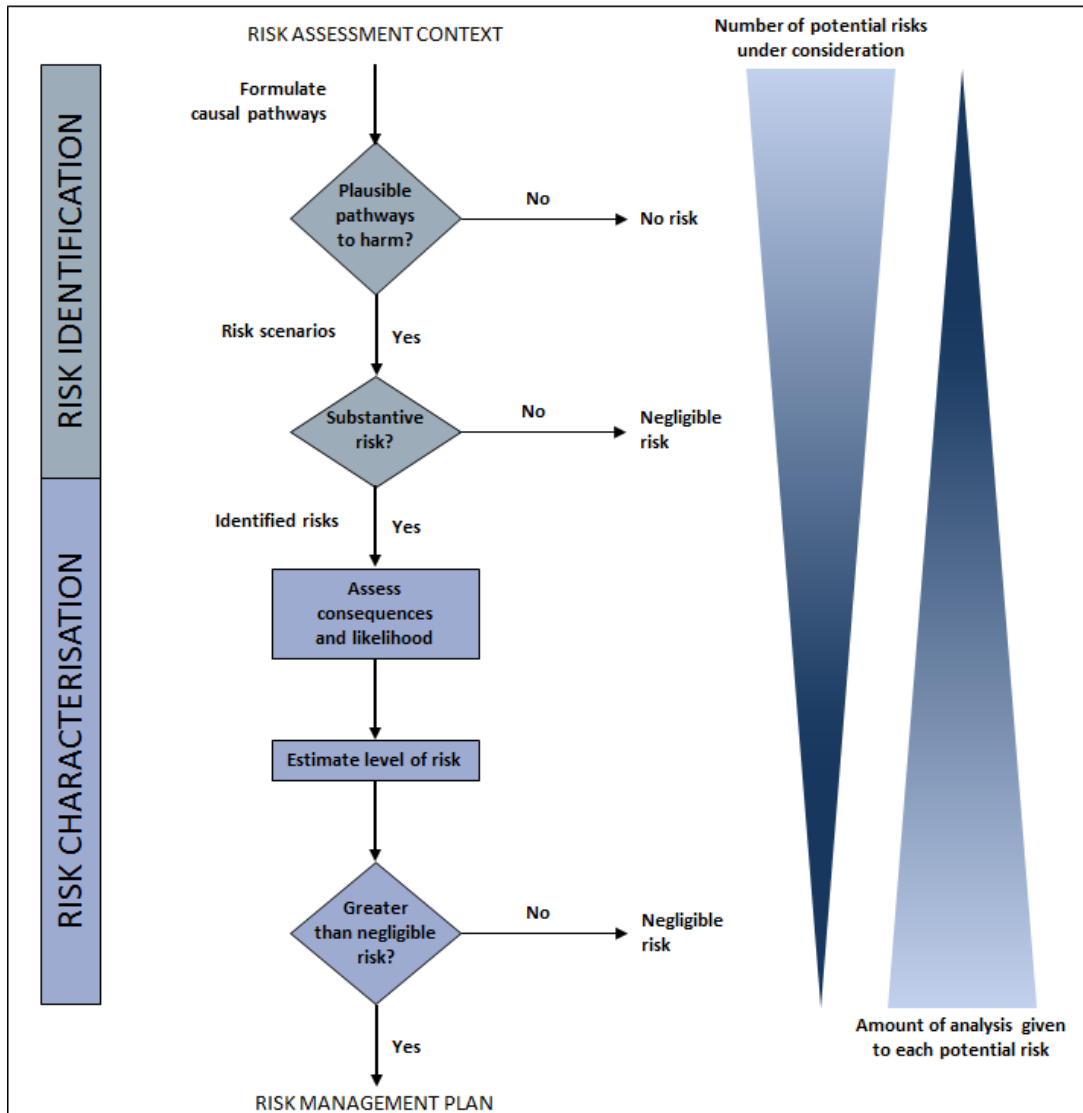 RISK ASSESSMENT CONTEXT
Number of potential risks
under consideration
RISK IDENTIFICATION
Formulate
causal pathways
Plausible
pathways
to harm?
No
No risk
Risk scenarios
Yes
Substantive
risk?
No
Negligible
risk
RISK CHARACTERISATION
Identified risks
Yes
Assess
consequences
and likelihood
Estimate level of risk
Greater
than negligible
risk?
No
Negligible
risk
Yes
Amount of analysis given
to each potential risk
RISK MANAGEMENT PLAN